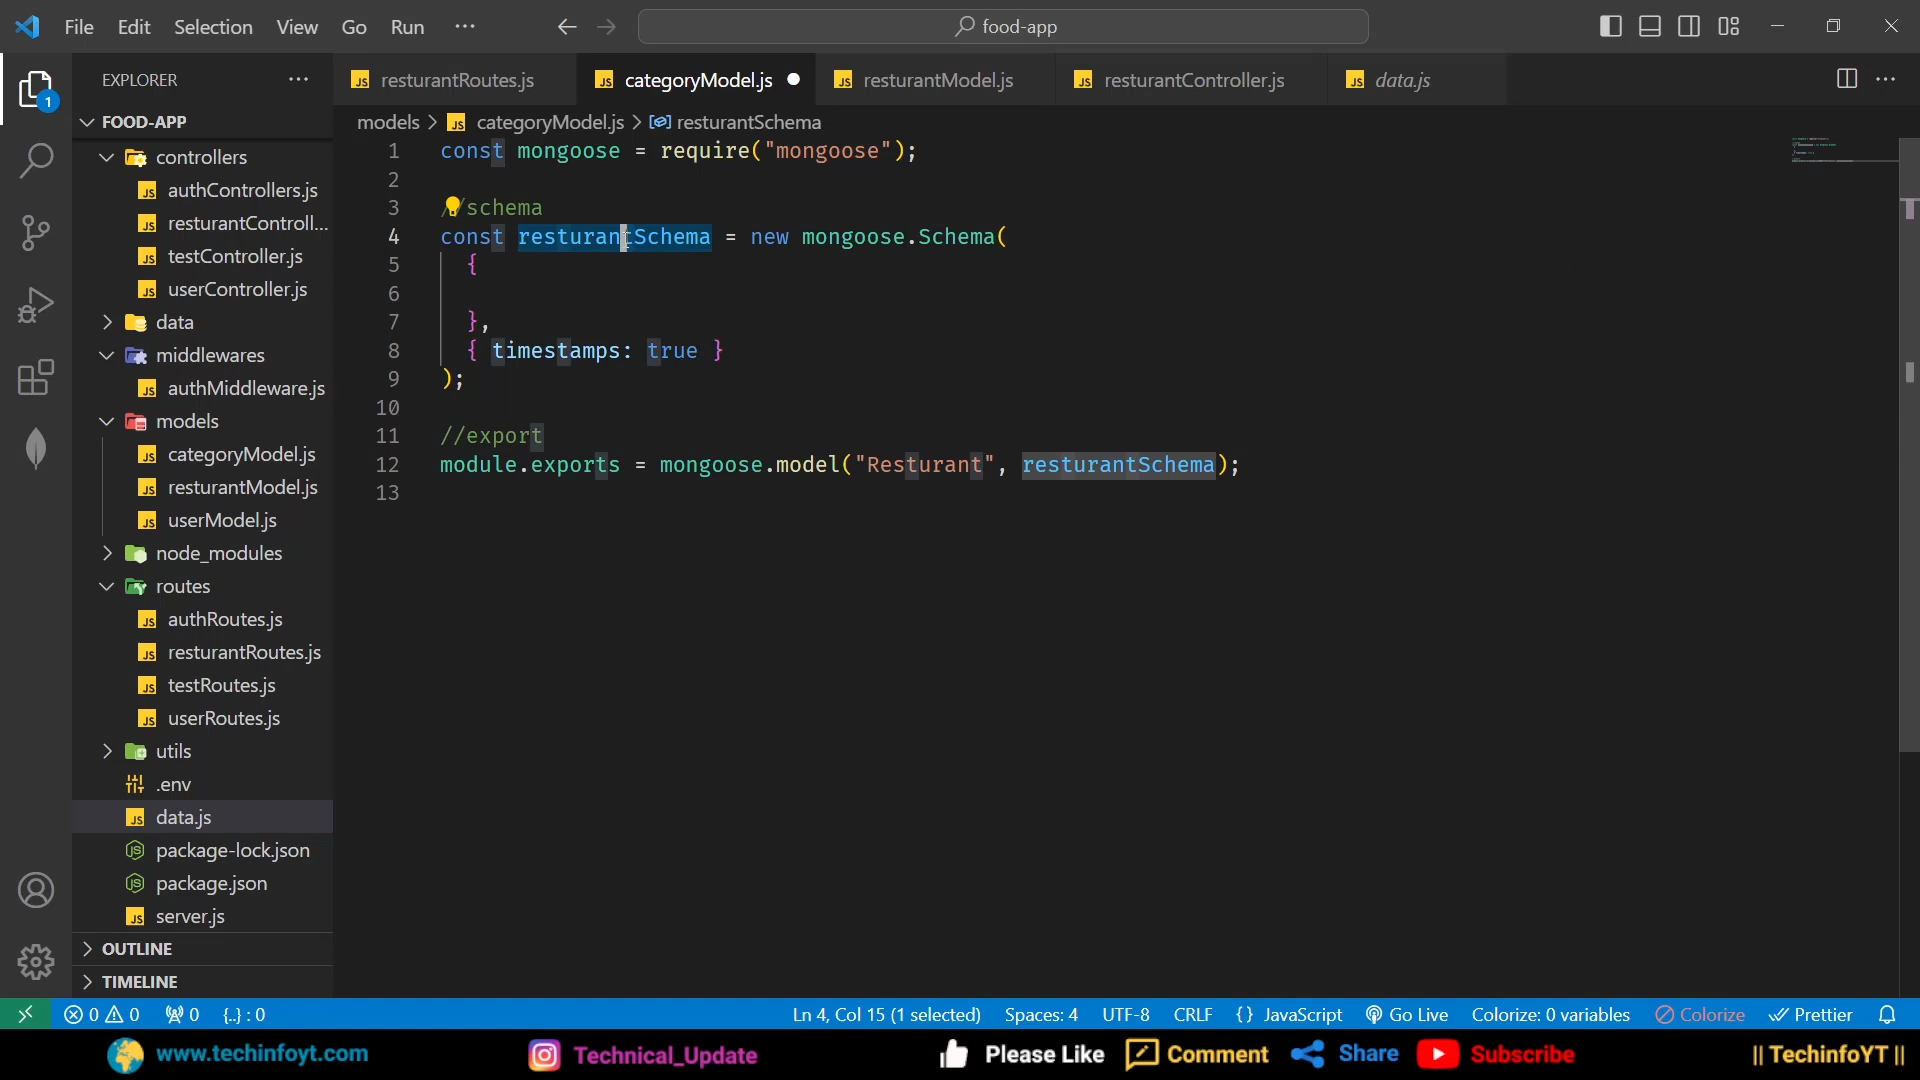 File Edit Selection View Go Run ··· food-app
EXPLORER ···
resturantRoutes.js categoryModel.js resturantModel.js resturantController.js data.js ···
FOOD-APP
models > categoryModel.js > resturantSchema
1
controllers
authControllers.js
resturantControll...
testController.js
userController.js
data
middlewares
authMiddleware.js
models
categoryModel.js
resturantModel.js
userModel.js
node_modules
routes
authRoutes.js
resturantRoutes.js
testRoutes.js
userRoutes.js
utils
.env
data.js
package-lock.json
package.json
server.js
OUTLINE
TIMELINE
1 const mongoose = require("mongoose");
2
3 //schema
4 const resturantSchema = new mongoose.Schema(
5 {
6
7 },
8 { timestamps: true }
9 );
10
11 //export
12 module.exports = mongoose.model("Resturant", resturantSchema);
13
0 0 0 {..} : 0 Ln 4, Col 15 (1 selected) Spaces: 4 UTF-8 CRLF {} JavaScript Go Live Colorize: 0 variables Colorize Prettier
www.techinfoyt.com Technical_Update Please Like Comment Share Subscribe || TechinfoYT ||